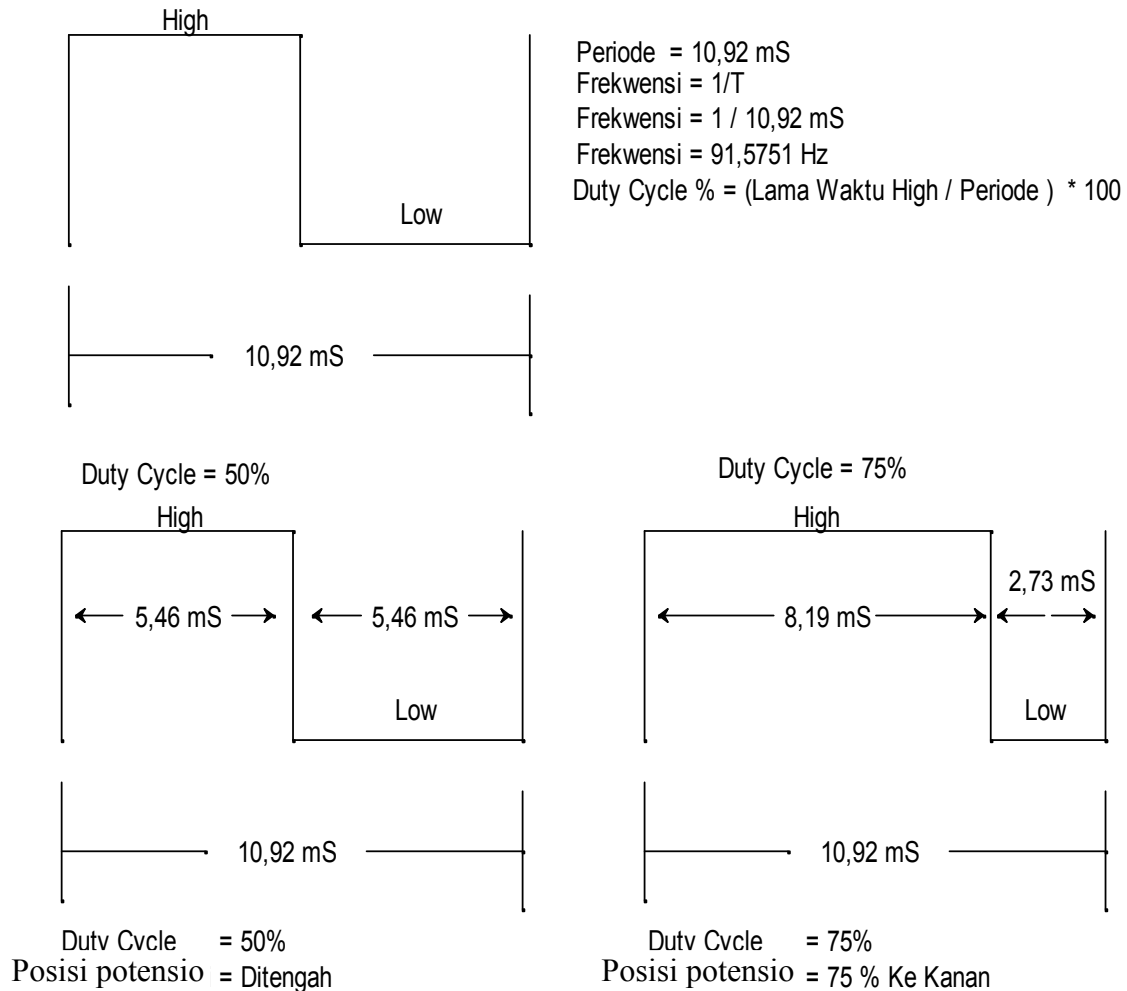 High
Periode = 10,92 mS
Frekwensi = 1/T
Frekwensi = 1 / 10,92 mS
Frekwensi = 91,5751 Hz
Duty Cycle % = (Lama Waktu High / Periode ) * 100
Low
10,92 mS
Duty Cycle = 50%
High
5,46 mS
5,46 mS
Low
10,92 mS
Duty Cycle = 50%
Posisi potensio = Ditengah
Duty Cycle = 75%
High
2,73 mS
8,19 mS
Low
10,92 mS
Duty Cycle = 75%
Posisi potensio = 75 % Ke Kanan